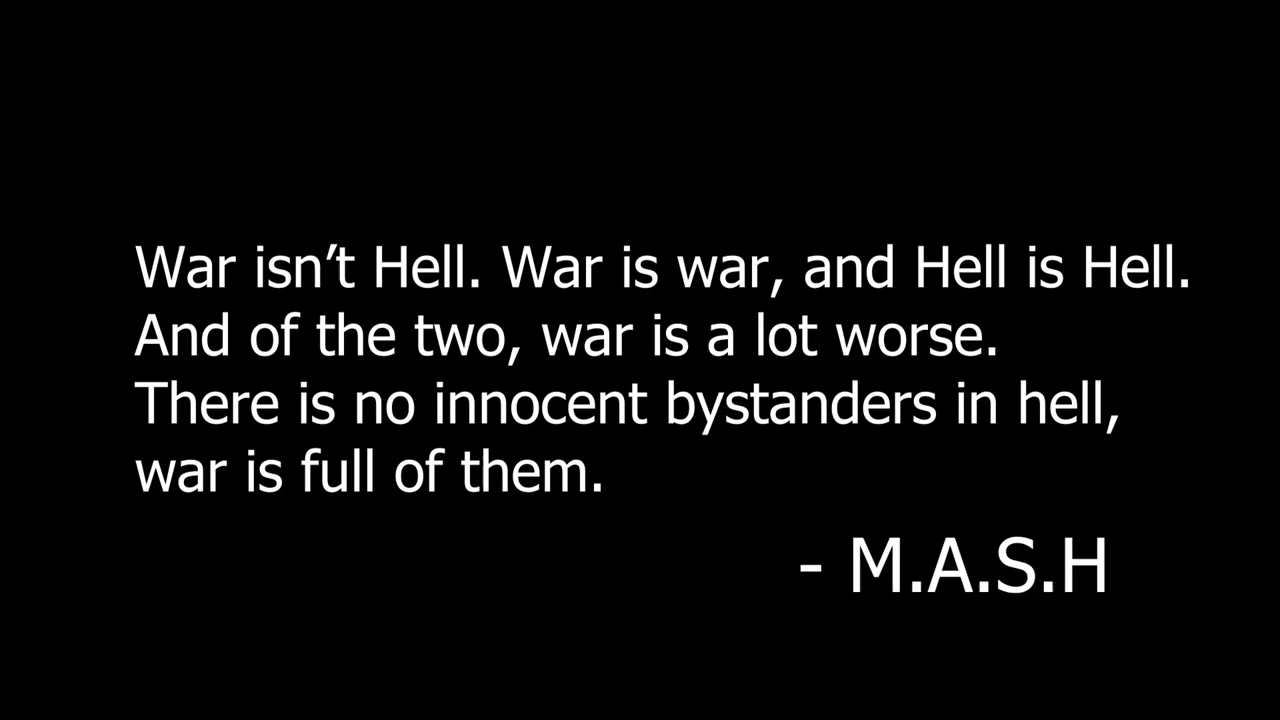 War isn’t Hell. War is war, and Hell is Hell.
And of the two, war is a lot worse.
There is no innocent bystanders in hell,
war is full of them.
- M.A.S.H